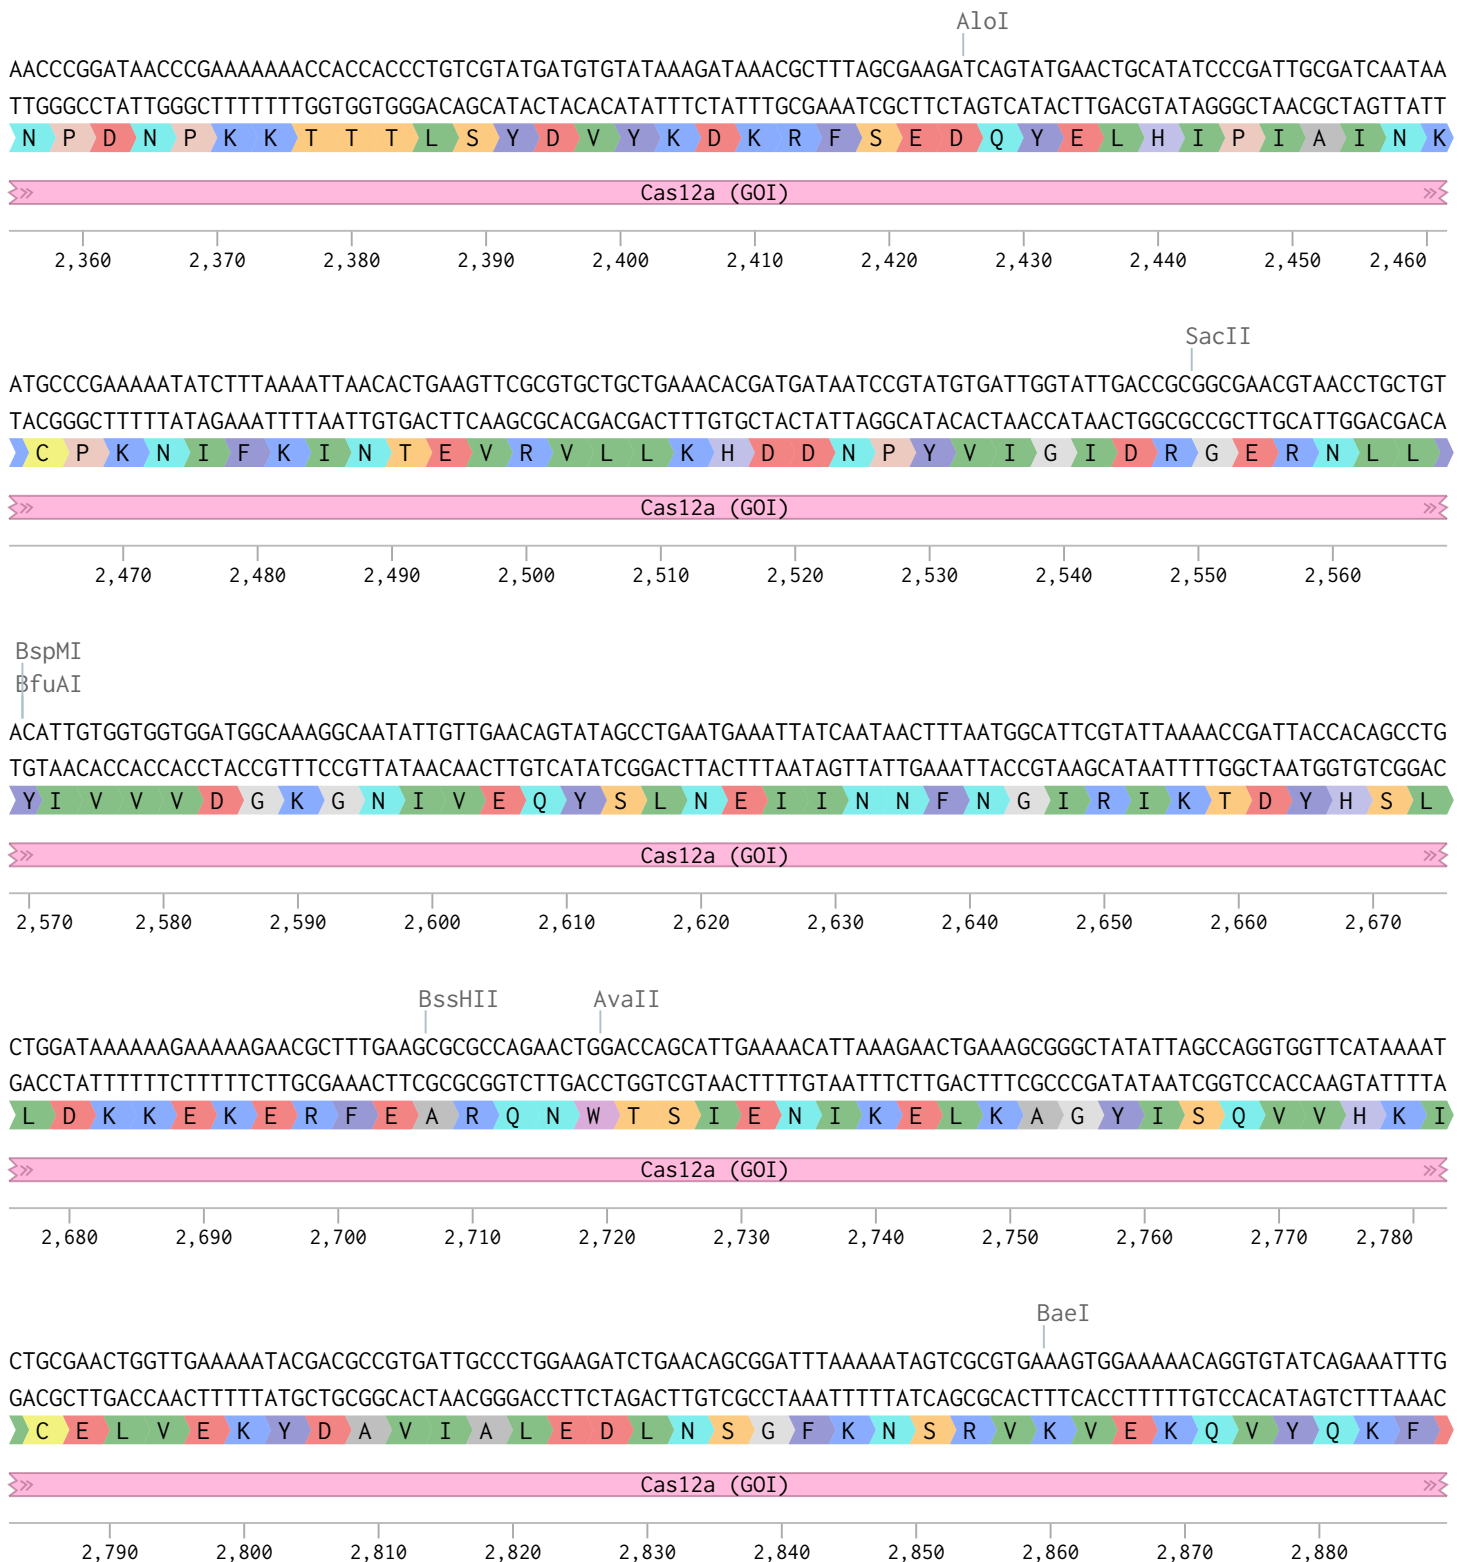 AloI
AACCCGGATAACCCGAAAAAAACCACCACCCTGTCGTATGATGTGTATAAAGATAAACGCTTTAGCGAAGATCAGTATGAACTGCATATCCCGATTGCGATCAATAA
TTGGGCCTATTGGGCTTTTTTTGGTGGTGGGACAGCATACTACACATATTTCTATTTGCGAAATCGCTTCTAGTCATACTTGACGTATAGGGCTAACGCTAGTTATT
N P D N P K K T T T L S Y D V Y K D K R F S E D Q Y E L H I P I A I N K
Cas12a (GOI)
2,360 2,370 2,380 2,390 2,400 2,410 2,420 2,430 2,440 2,450 2,460
SacII
ATGCCCGAAAAATATCTTTAAAATTAACACTGAAGTTCGCGTGCTGCTGAAACACGATGATAATCCGTATGTGATTGGTATTGACCGCGGCGAACGTAACCTGCTGT
TACGGGCTTTTTATAGAAATTTTAATTGTGACTTCAAGCGCACGACGACTTTGTGCTACTATTAGGCATACACTAACCATAACTGGCGCCGCTTGCATTGGACGACA
C P K N I F K I N T E V R V L L K H D D N P Y V I G I D R G E R N L L
Cas12a (GOI)
2,470 2,480 2,490 2,500 2,510 2,520 2,530 2,540 2,550 2,560
BspMI
BfuAI
ACATTGTGGTGGTGGATGGCAAAGGCAATATTGTTGAACAGTATAGCCTGAATGAAATTATCAATAACTTTAATGGCATTCGTATTAAAACCGATTACCACAGCCTG
TGTAACACCACCACCTACCGTTTCCGTTATAACAACTTGTCATATCGGACTTACTTTAATAGTTATTGAAATTACCGTAAGCATAATTTTGGCTAATGGTGTCGGAC
Y I V V V D G K G N I V E Q Y S L N E I I N N F N G I R I K T D Y H S L
Cas12a (GOI)
2,570 2,580 2,590 2,600 2,610 2,620 2,630 2,640 2,650 2,660 2,670
BssHII AvaII
CTGGATAAAAAAGAAAAAGAACGCTTTGAAGCGCGCCAGAACTGGACCAGCATTGAAAACATTAAAGAACTGAAAGCGGGCTATATTAGCCAGGTGGTTCATAAAAT
GACCTATTTTTTCTTTTTCTTGCGAAACTTCGCGCGGTCTTGACCTGGTCGTAACTTTTGTAATTTCTTGACTTTCGCCCGATATAATCGGTCCACCAAGTATTTTA
L D K K E K E R F E A R Q N W T S I E N I K E L K A G Y I S Q V V H K I
Cas12a (GOI)
2,680 2,690 2,700 2,710 2,720 2,730 2,740 2,750 2,760 2,770 2,780
BaeI
CTGCGAACTGGTTGAAAAATACGACGCCGTGATTGCCCTGGAAGATCTGAACAGCGGATTTAAAAATAGTCGCGTGAAAGTGGAAAAACAGGTGTATCAGAAATTTG
GACGCTTGACCAACTTTTTATGCTGCGGCACTAACGGGACCTTCTAGACTTGTCGCCTAAATTTTTATCAGCGCACTTTCACCTTTTTGTCCACATAGTCTTTAAAC
C E L V E K Y D A V I A L E D L N S G F K N S R V K V E K Q V Y Q K F
Cas12a (GOI)
2,790 2,800 2,810 2,820 2,830 2,840 2,850 2,860 2,870 2,880